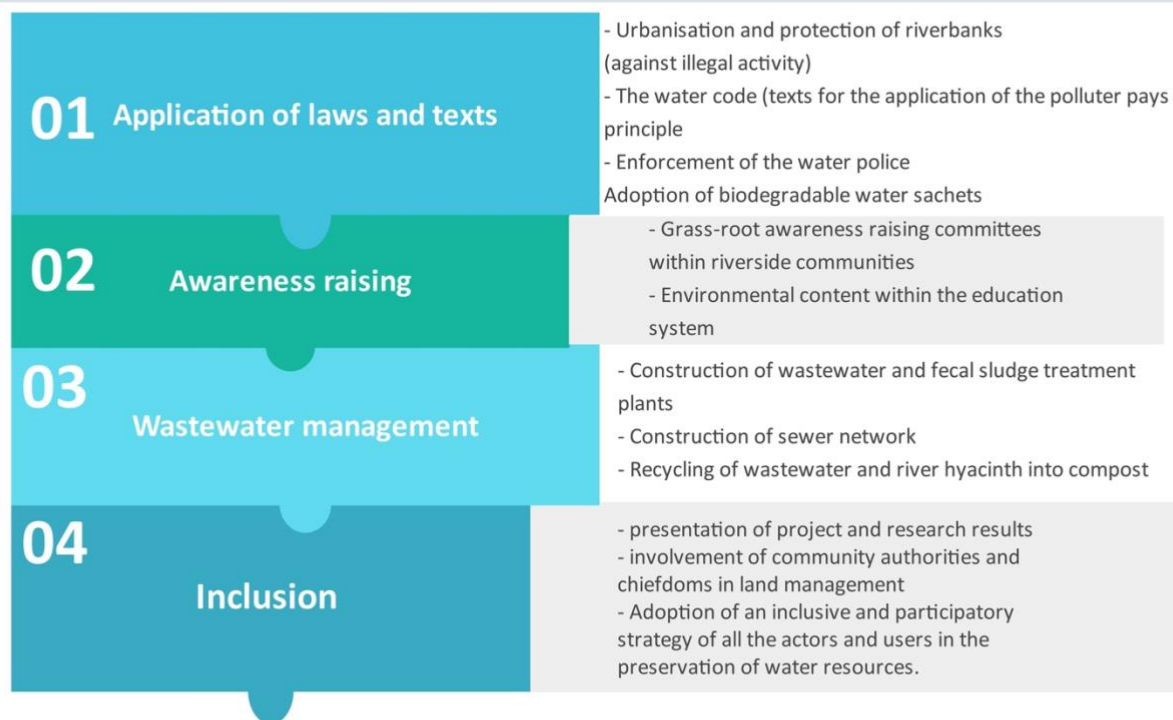 01 Application of laws and texts
- Urbanisation and protection of riverbanks
(against illegal activity)
- The water code (texts for the application of the polluter pays
principle
- Enforcement of the water police
Adoption of biodegradable water sachets
02
Awareness raising
- Grass-root awareness raising committees
within riverside communities
- Environmental content within the education
system
03
Wastewater management
- Construction of wastewater and fecal sludge treatment
plants
- Construction of sewer network
- Recycling of wastewater and river hyacinth into compost
04
Inclusion
- presentation of project and research results
- involvement of community authorities and
chiefdoms in land management
- Adoption of an inclusive and participatory
strategy of all the actors and users in the
preservation of water resources.